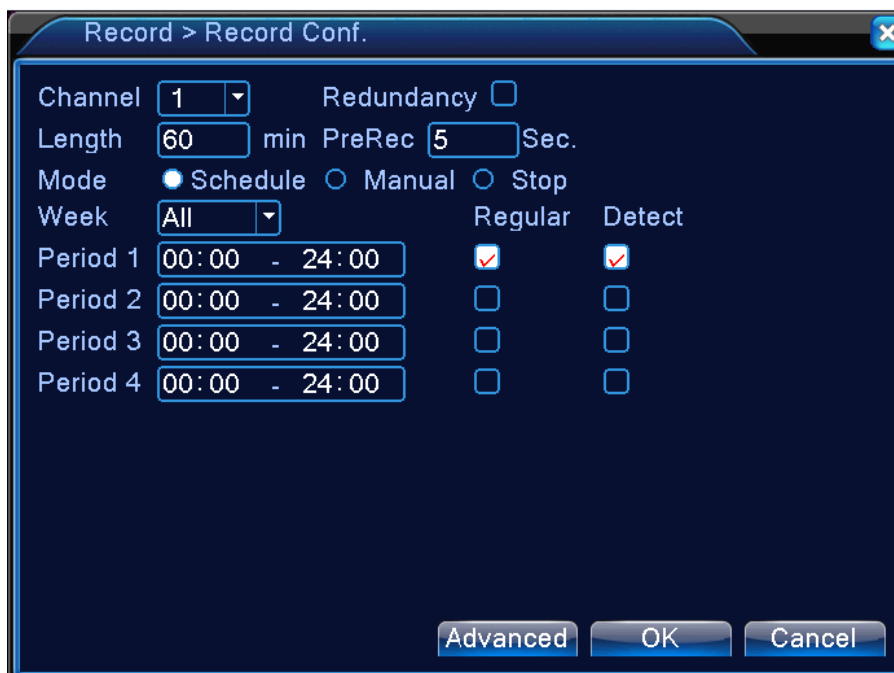 Record > Record Conf.
Channel 1 Redundancy
Length 60 min PreRec 5 Sec.
Mode Schedule Manual Stop
Week All Regular Detect
Period 1 00:00 - 24:00
Period 2 00:00 - 24:00
Period 3 00:00 - 24:00
Period 4 00:00 - 24:00
Advanced OK Cancel